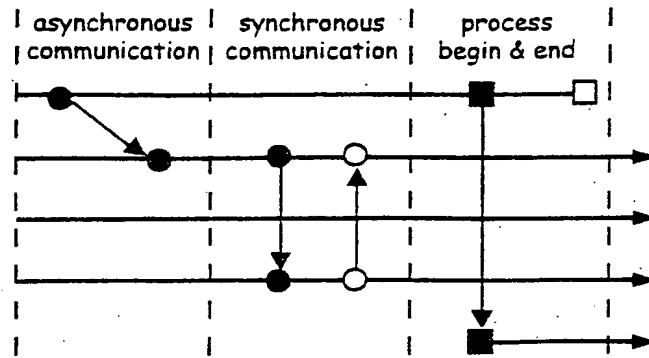 asynchronous
communication
synchronous
communication
process
begin & end